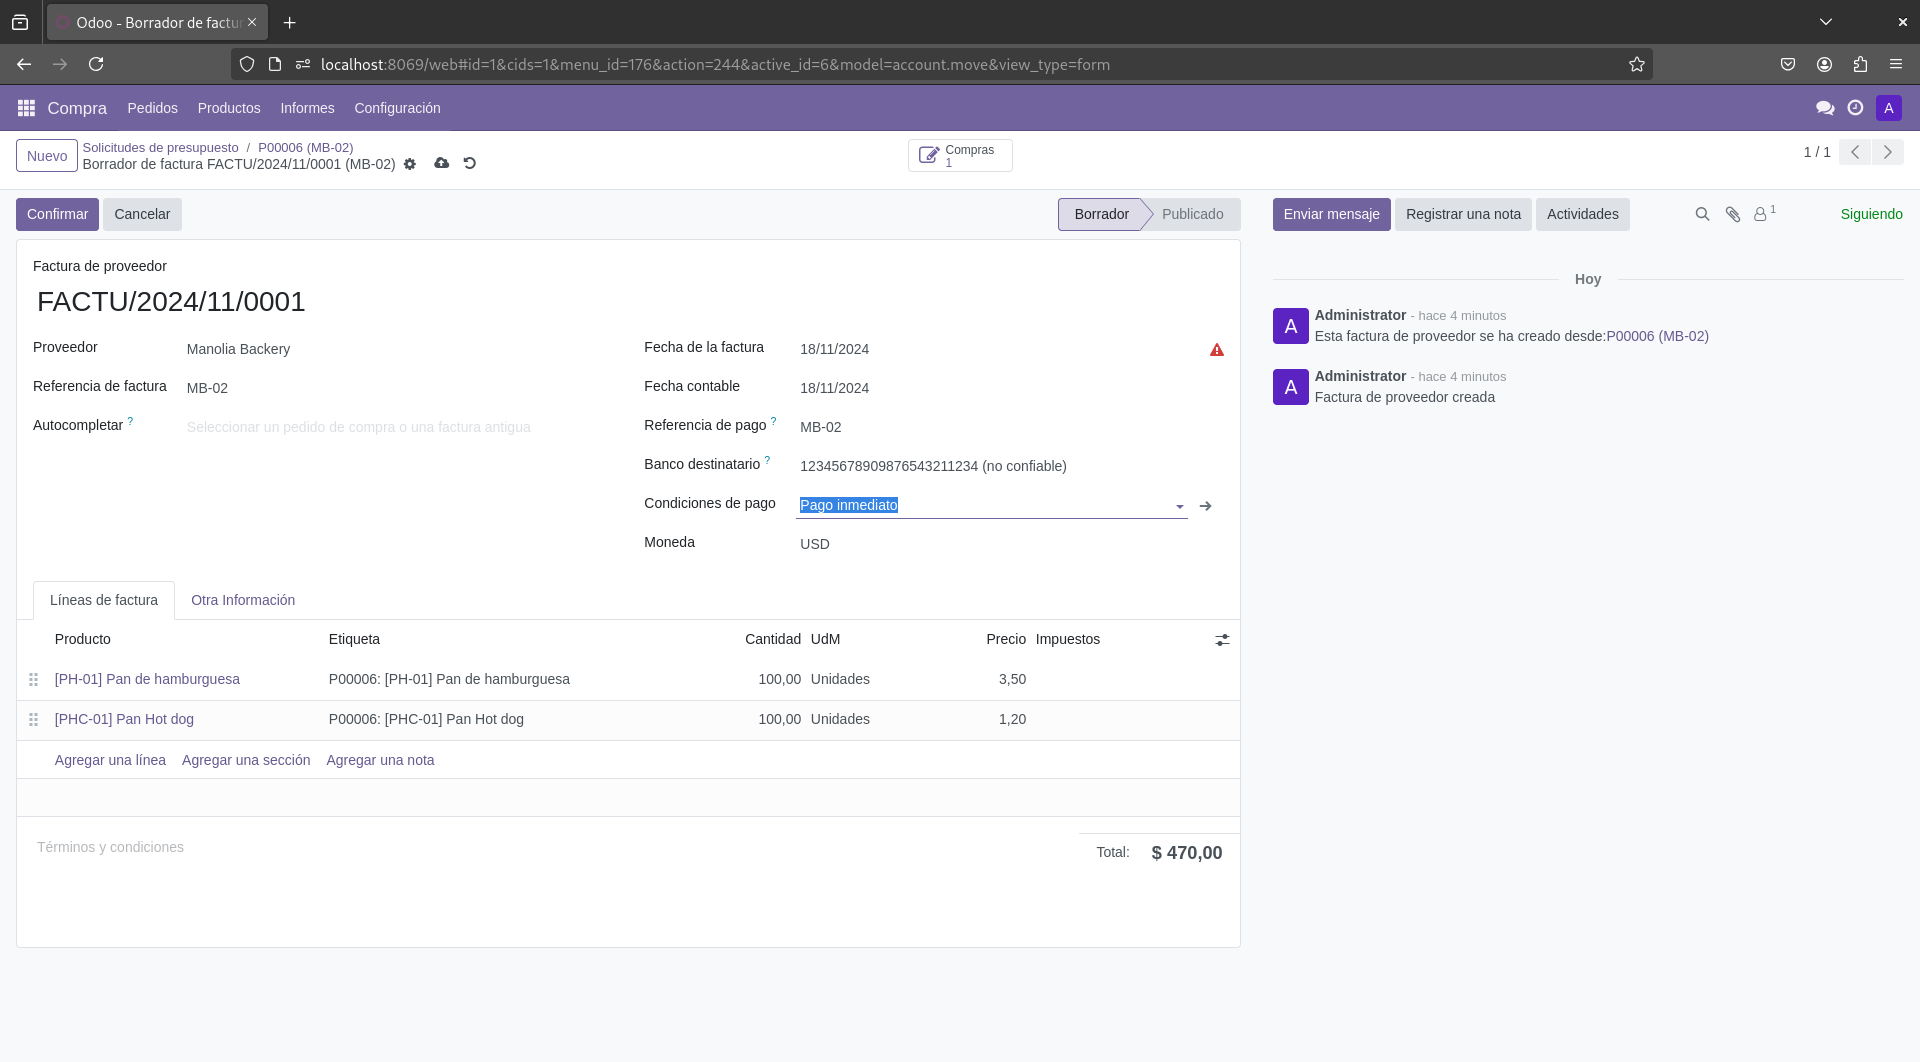 Odoo - Borrador de factur
localhost:8069/web#id=1&cids=1&menu_id=176&action=244&active_id=6&model=account.move&view_type=form
Compra Pedidos Productos Informes Configuración
A
Nuevo
Solicitudes de presupuesto / P00006 (MB-02)
Borrador de factura FACTU/2024/11/0001 (MB-02)
Compras
1
1 / 1
Confirmar Cancelar
Borrador Publicado
Enviar mensaje Registrar una nota Actividades
1
Siguiendo
Factura de proveedor
FACTU/2024/11/0001
Proveedor Manolia Backery
Referencia de factura MB-02
Autocompletar ? Seleccionar un pedido de compra o una factura antigua
Fecha de la factura 18/11/2024
Fecha contable 18/11/2024
Referencia de pago ? MB-02
Banco destinatario ? 12345678909876543211234 (no confiable)
Condiciones de pago Pago inmediato
Moneda USD
Líneas de factura Otra Información
Producto Etiqueta Cantidad UdM Precio Impuestos
[PH-01] Pan de hamburguesa P00006: [PH-01] Pan de hamburguesa 100,00 Unidades 3,50
[PHC-01] Pan Hot dog P00006: [PHC-01] Pan Hot dog 100,00 Unidades 1,20
Agregar una línea Agregar una sección Agregar una nota
Términos y condiciones
Total: $ 470,00
Hoy
A
Administrator - hace 4 minutos
Esta factura de proveedor se ha creado desde:P00006 (MB-02)
A
Administrator - hace 4 minutos
Factura de proveedor creada